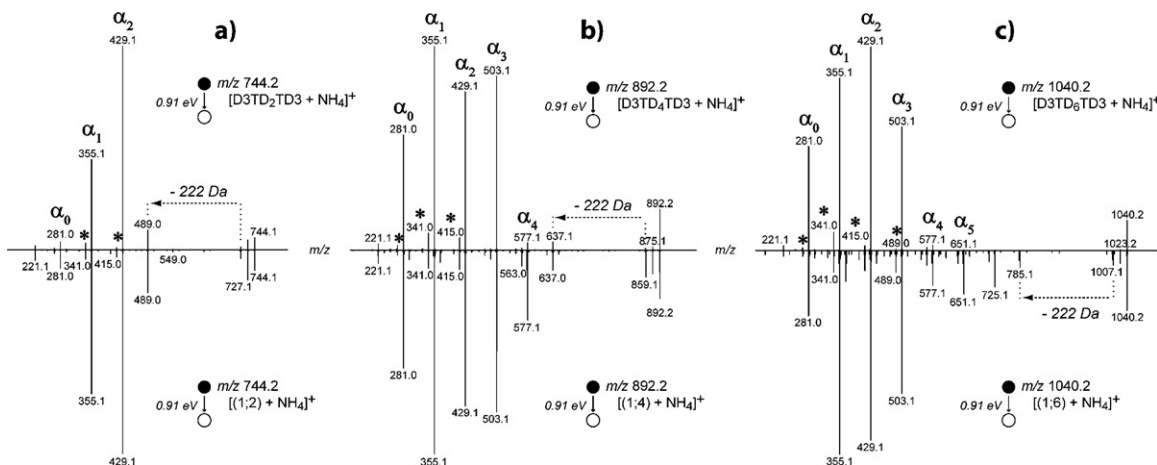 a)
α2
429.1
m/z 744.2
0.91 eV
[D3TD2TD3 + NH4]+
α1
355.1
- 222 Da
α0
281.0
*
*
489.0
744.1
221.1
341.0
415.0
549.0
281.0
727.1
744.1
489.0
355.1
m/z 744.2
0.91 eV
[(1;2) + NH4]+
429.1
m/z
b)
α1
355.1
α2
429.1
α3
503.1
m/z 892.2
0.91 eV
[D3TD4TD3 + NH4]+
α0
281.0
*
*
- 222 Da
892.2
221.1
*
341.0
415.0
α4
577.1
637.1
875.1
221.1
341.0
415.0
563.0
637.0
859.1
892.2
577.1
281.0
m/z 892.2
0.91 eV
[(1;4) + NH4]+
429.1
503.1
355.1
m/z
c)
α2
429.1
α1
355.1
m/z 1040.2
0.91 eV
[D3TD6TD3 + NH4]+
α3
503.1
α0
281.0
*
*
*
1040.2
221.1
*
341.0
415.0
489.0
α4
577.1
α5
651.1
1023.2
341.0
415.0
489.0
577.1
651.1
725.1
785.1
1007.1
- 222 Da
1040.2
281.0
m/z 1040.2
0.91 eV
[(1;6) + NH4]+
503.1
429.1
355.1